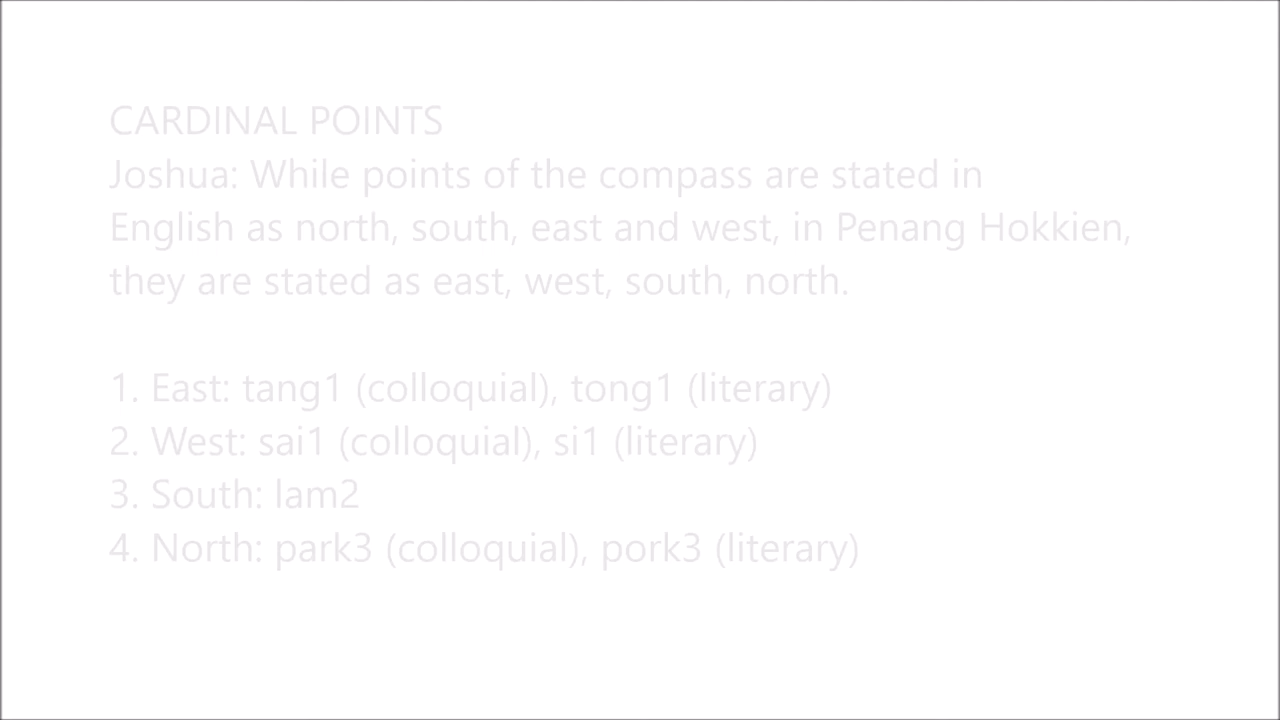 CARDINAL POINTS
Joshua: While points of the compass are stated in
English as north, south, east and west, in Penang Hokkien,
they are stated as east, west, south, north.
1. East: tang1 (colloquial), tong1 (literary)
2. West: sai1 (colloquial), si1 (literary)
3. South: lam2
4. North: park3 (colloquial), pork3 (literary)